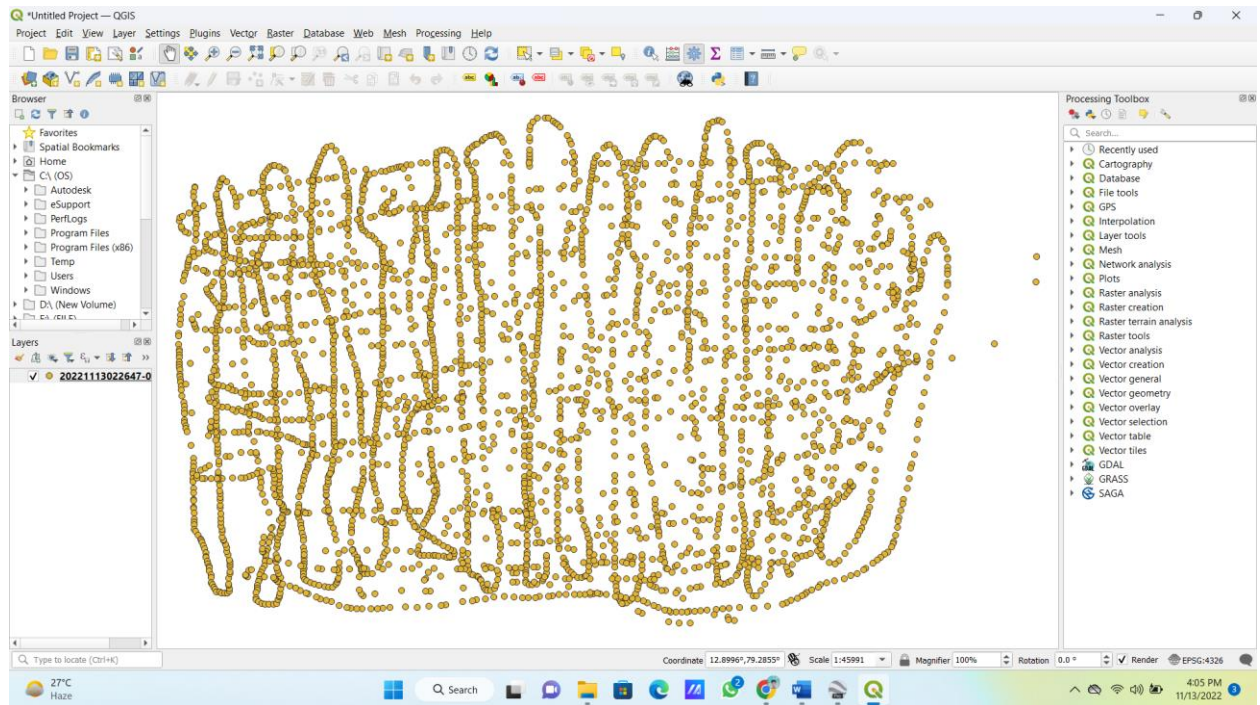 *Untitled Project — QGIS
Project Edit View Layer Settings Plugins Vector Raster Database Web Mesh Processing Help
Browser
Favorites
Spatial Bookmarks
Home
C:\ (OS)
Autodesk
eSupport
PerfLogs
Program Files
Program Files (x86)
Temp
Users
Windows
D:\ (New Volume)
Layers
20221113022647-0
Processing Toolbox
Search...
Recently used
Cartography
Database
File tools
GPS
Interpolation
Layer tools
Mesh
Network analysis
Plots
Raster analysis
Raster creation
Raster terrain analysis
Raster tools
Vector analysis
Vector creation
Vector general
Vector geometry
Vector overlay
Vector selection
Vector table
Vector tiles
GDAL
GRASS
SAGA
Type to locate (Ctrl+K)
Coordinate 12.8996°,79.2855° Scale 1:45991 Magnifier 100% Rotation 0.0 ° Render EPSG:4326
27°C
Haze
Search
4:05 PM
11/13/2022
3